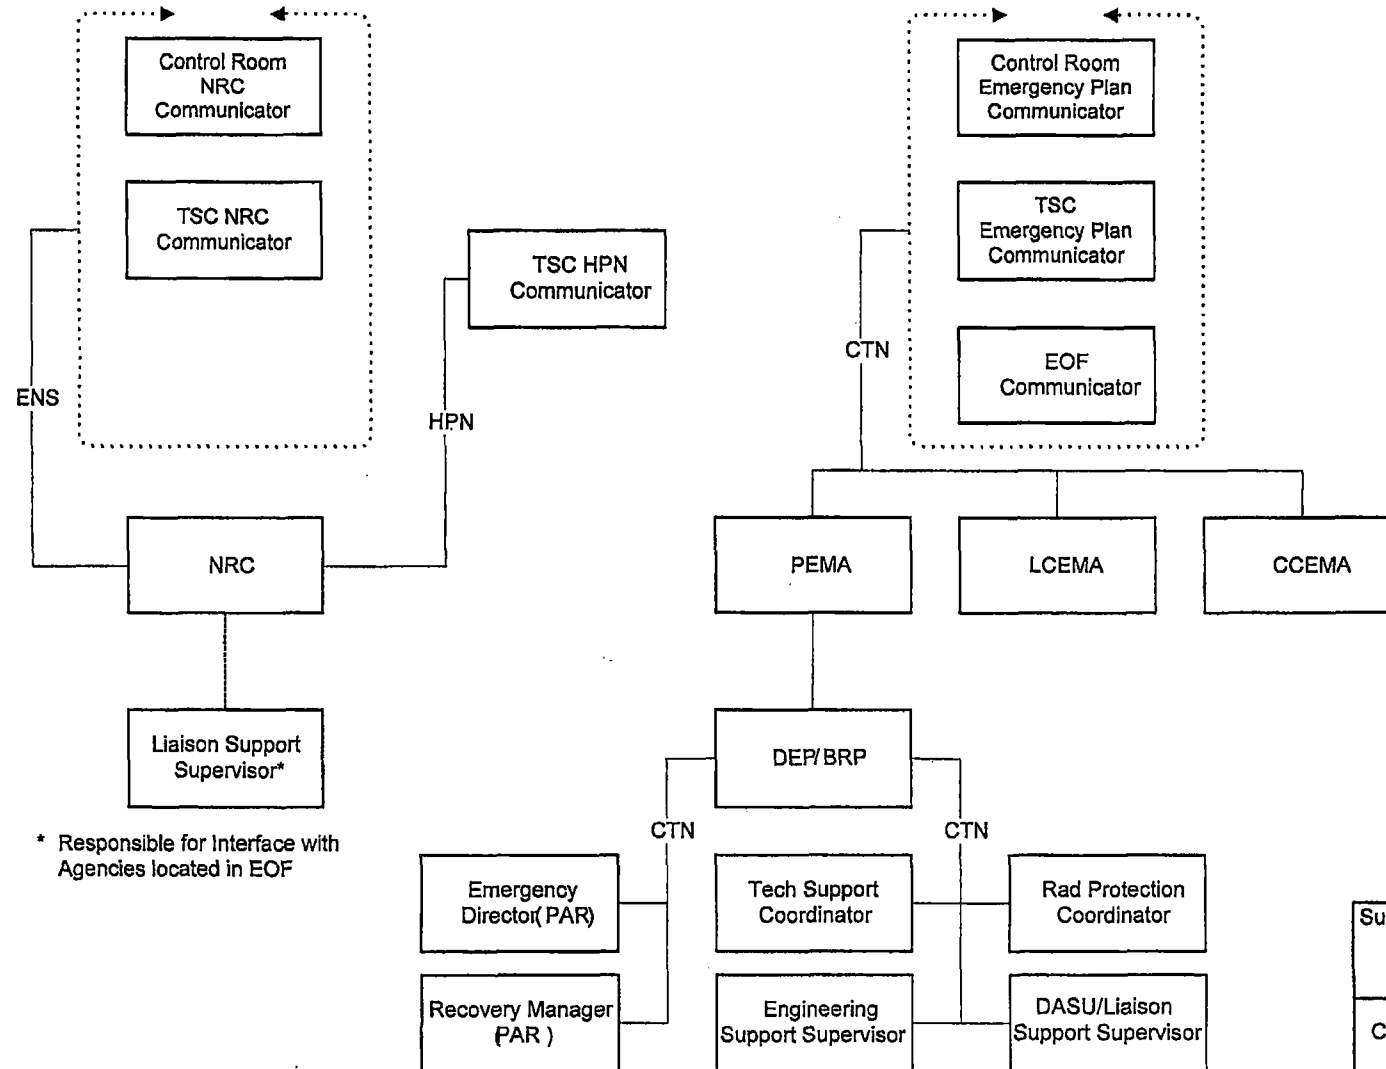 Control Room
NRC
Communicator
TSC NRC
Communicator
TSC HPN
Communicator
ENS
HPN
NRC
Liaison Support
Supervisor*
* Responsible for Interface with
Agencies located in EOF
Control Room
Emergency Plan
Communicator
TSC
Emergency Plan
Communicator
EOF
Communicator
CTN
PEMA
LCEMA
CCEMA
DEP/BRP
CTN
CTN
Emergency
Director(PAR)
Tech Support
Coordinator
Rad Protection
Coordinator
Recovery Manager
(PAR )
Engineering
Support Supervisor
DASU/Liaison
Support Supervisor
Su
C